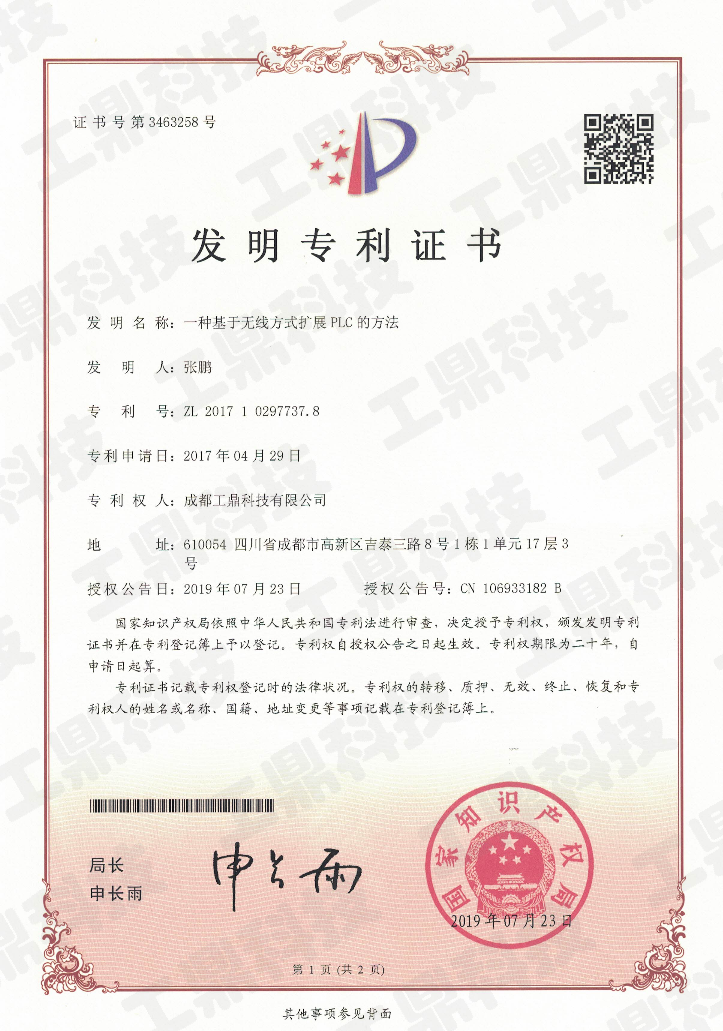 证书号第3463258号
发明专利证书
发明名称：一种基于无线方式扩展PLC的方法
发明人：张鹏
专利号：ZL 2017 1 0297737.8
专利申请日：2017年04月29日
专利权人：成都工鼎科技有限公司
地址：610054 四川省成都市高新区吉泰三路8号1栋1单元17层3
号
授权公告日：2019年07月23日 授权公告号：CN 106933182 B
国家知识产权局依照中华人民共和国专利法进行审查，决定授予专利权，颁发发明专利
证书并在专利登记簿上予以登记。专利权自授权公告之日起生效。专利权期限为二十年，自
申请日起算。
专利证书记载专利权登记时的法律状况。专利权的转移、质押、无效、终止、恢复和专
利权人的姓名或名称、国籍、地址变更等事项记载在专利登记簿上。
局长
申长雨
申长雨
国家知识产权局
2019年07月23日
第 1 页 (共 2 页)
其他事项参见背面
工鼎科技